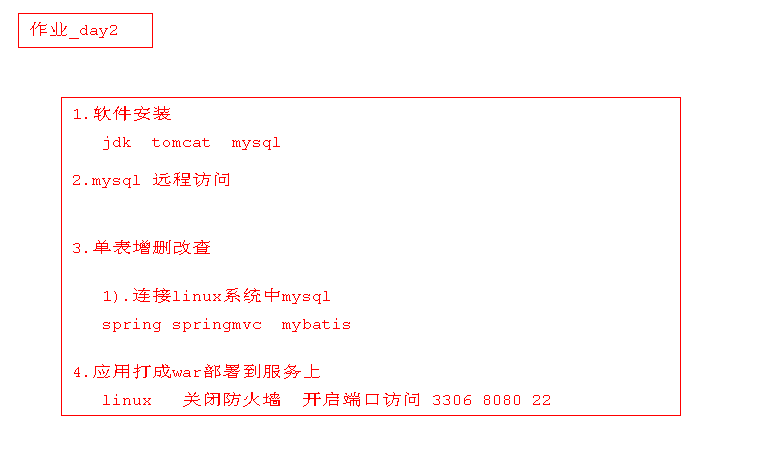 作业_day2
1.软件安装
jdk tomcat mysql
2.mysql 远程访问
3.单表增删改查
1).连接linux系统中mysql
spring springmvc mybatis
4.应用打成war部署到服务上
linux 关闭防火墙 开启端口访问 3306 8080 22